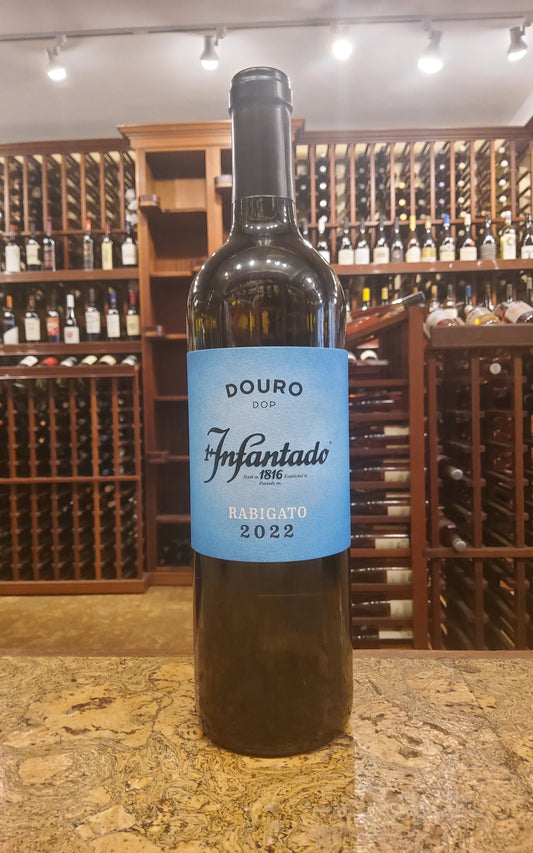 DOURO
DOP
Infantado
1816
RABIGATO
2022